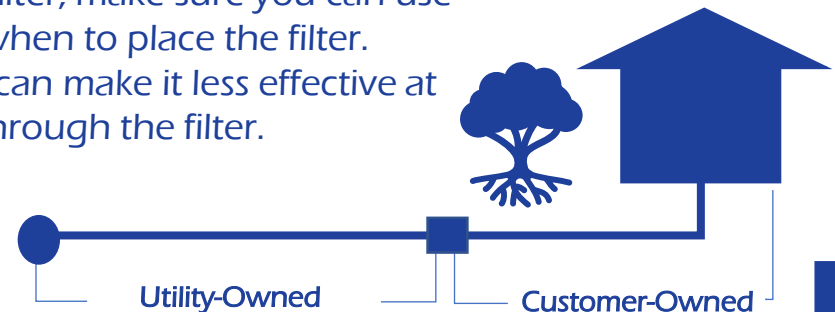 ilter, make sure you can use
when to place the filter.
can make it less effective at
hrough the filter.
Utility-Owned
Customer-Owned